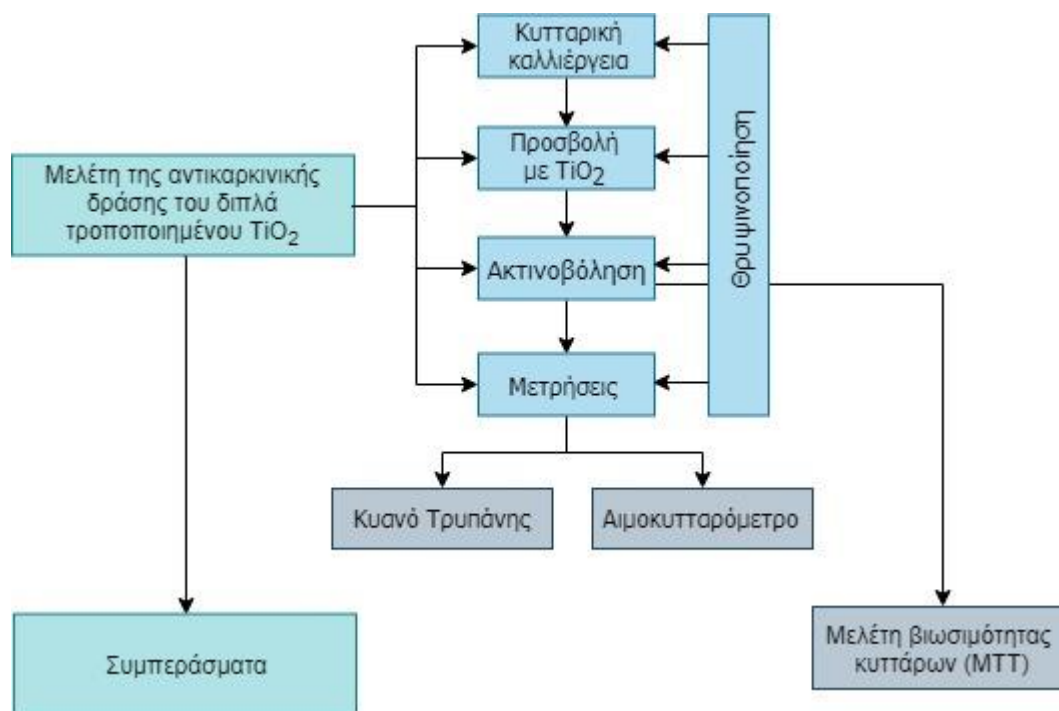 Κυτταρική
καλλιέργεια
Προσβολή
με TiO2
Μελέτη της αντικαρκινικής
δράσης του διπλά
τροποποιημένου TiO2
Θρυψινοποίηση
Ακτινοβόληση
Μετρήσεις
Κυανό Τρυπάνης
Αιμοκυτταρόμετρο
Συμπεράσματα
Μελέτη βιωσιμότητας
κυττάρων (MTT)